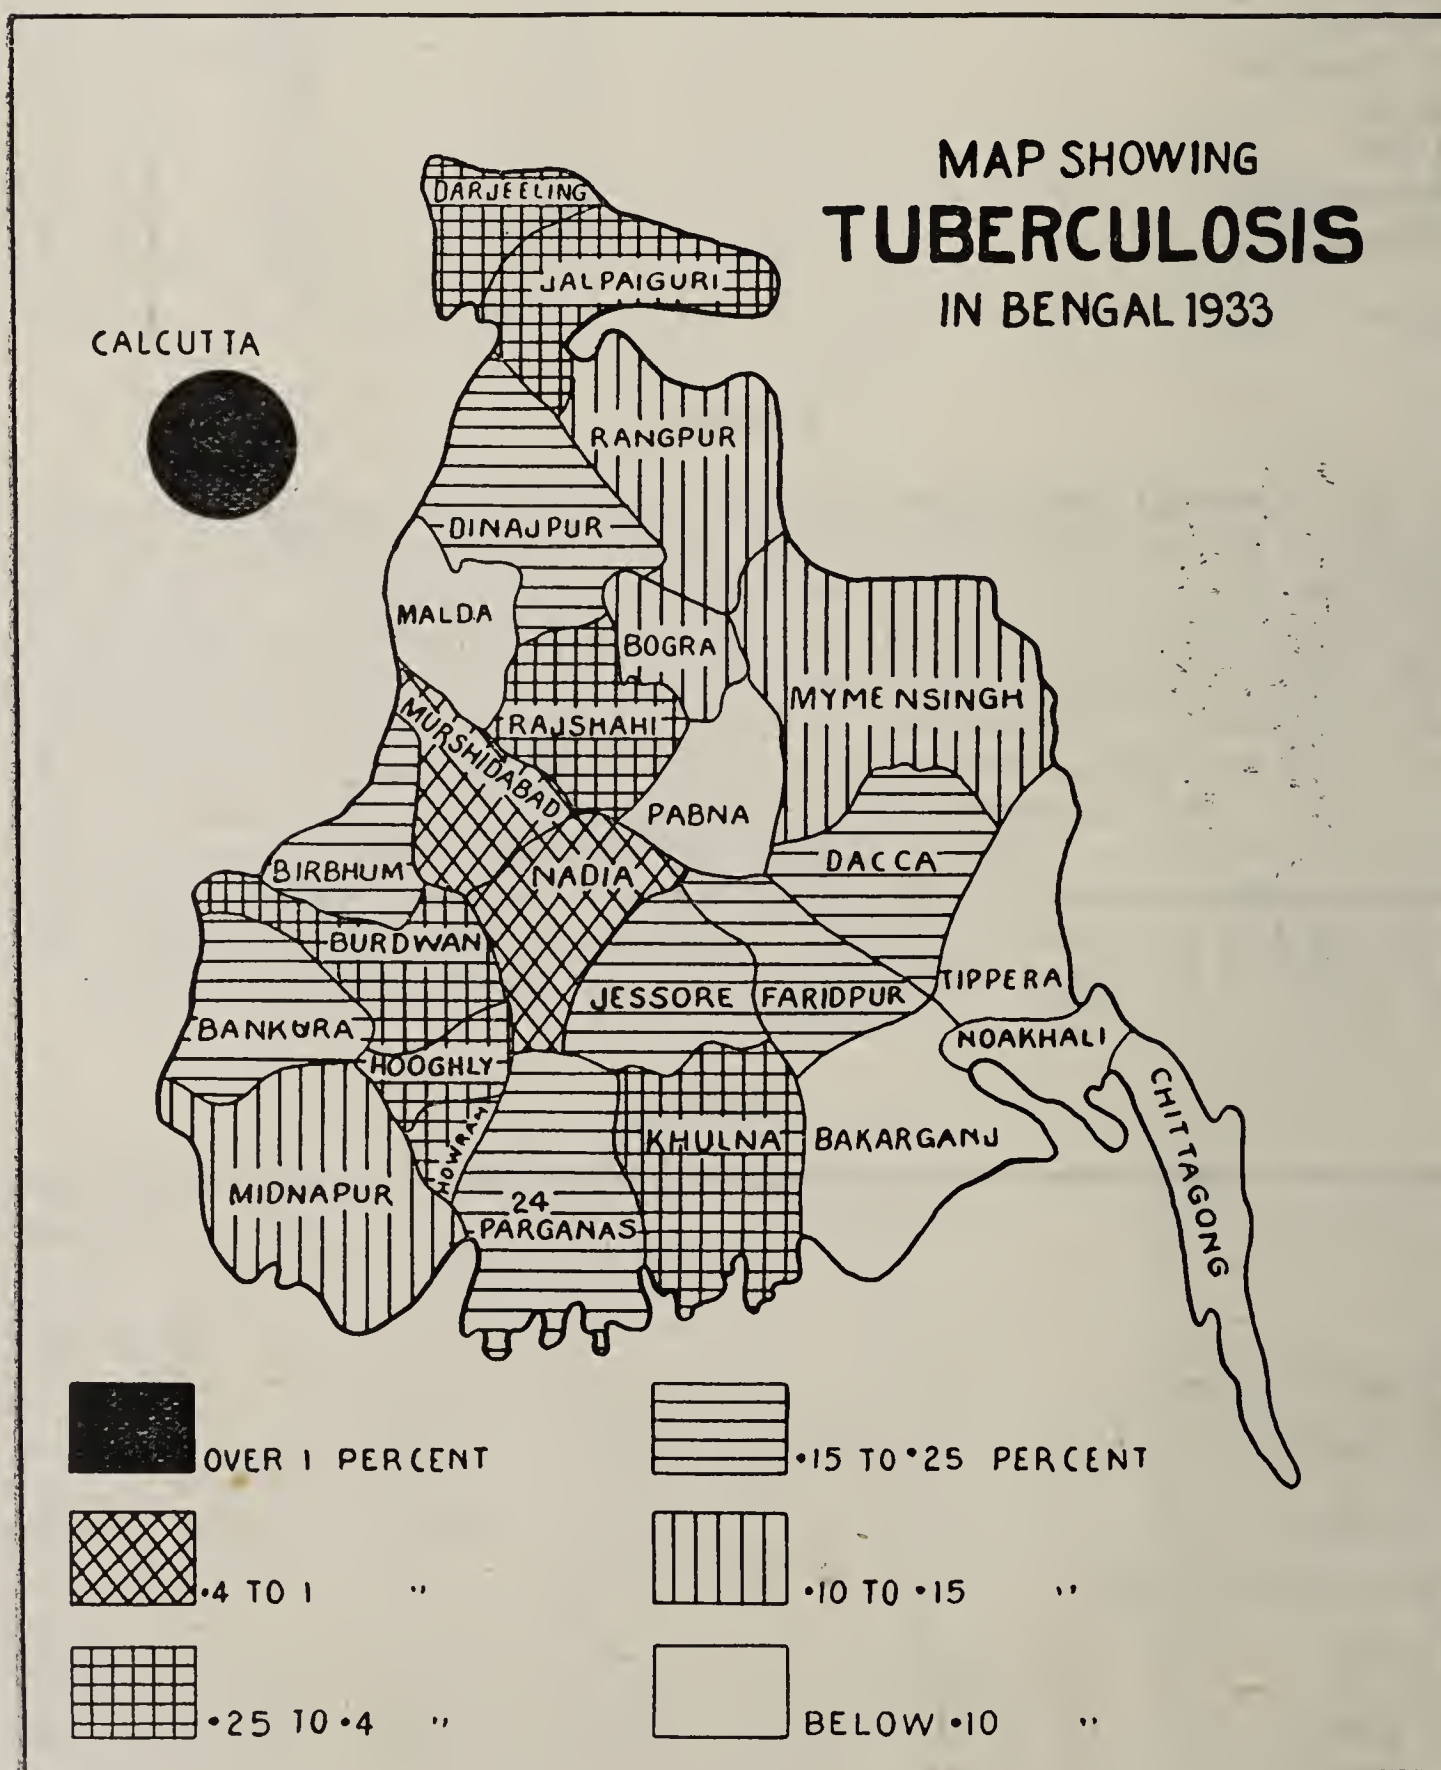 MAP SHOWING
TUBERCULOSIS
IN BENGAL 1933
CALCUTTA
DARJEELING
JALPAIGURI
RANGPUR
DINAJPUR
MALDA
BOGRA
MYMENSINGH
RAJSHAHI
MURSHIDABAD
PABNA
DACCA
BIRBHUM
NADIA
BURDWAN
TIPPERA
JESSORE
FARIDPUR
BANKURA
NOAKHALI
HOOGHLY
CHITTAGONG
KHULNA
BAKARGANJ
HOWRAH
MIDNAPUR
24
PARGANAS
OVER 1 PERCENT
·15 TO ·25 PERCENT
·4 TO 1 "
·10 TO ·15 "
·25 TO ·4 "
BELOW ·10 "